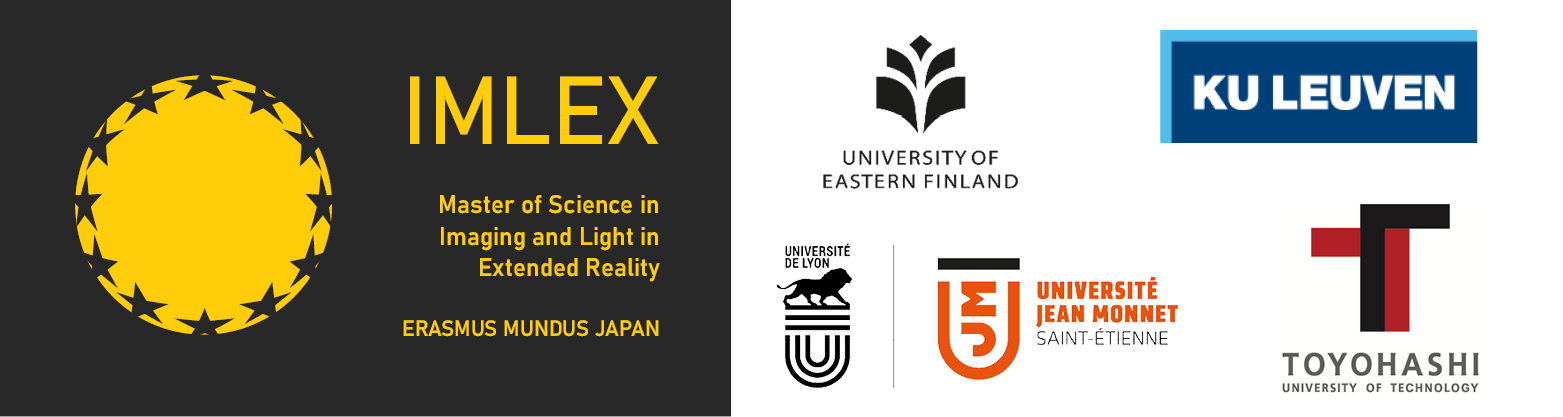 IMLEX
Master of Science in
Imaging and Light in
Extended Reality
ERASMUS MUNDUS JAPAN
UNIVERSITY OF
EASTERN FINLAND
KU LEUVEN
UNIVERSITÉ
DE LYON
U
UJM
UNIVERSITÉ
JEAN MONNET
SAINT-ÉTIENNE
TOYOHASHI
UNIVERSITY OF TECHNOLOGY